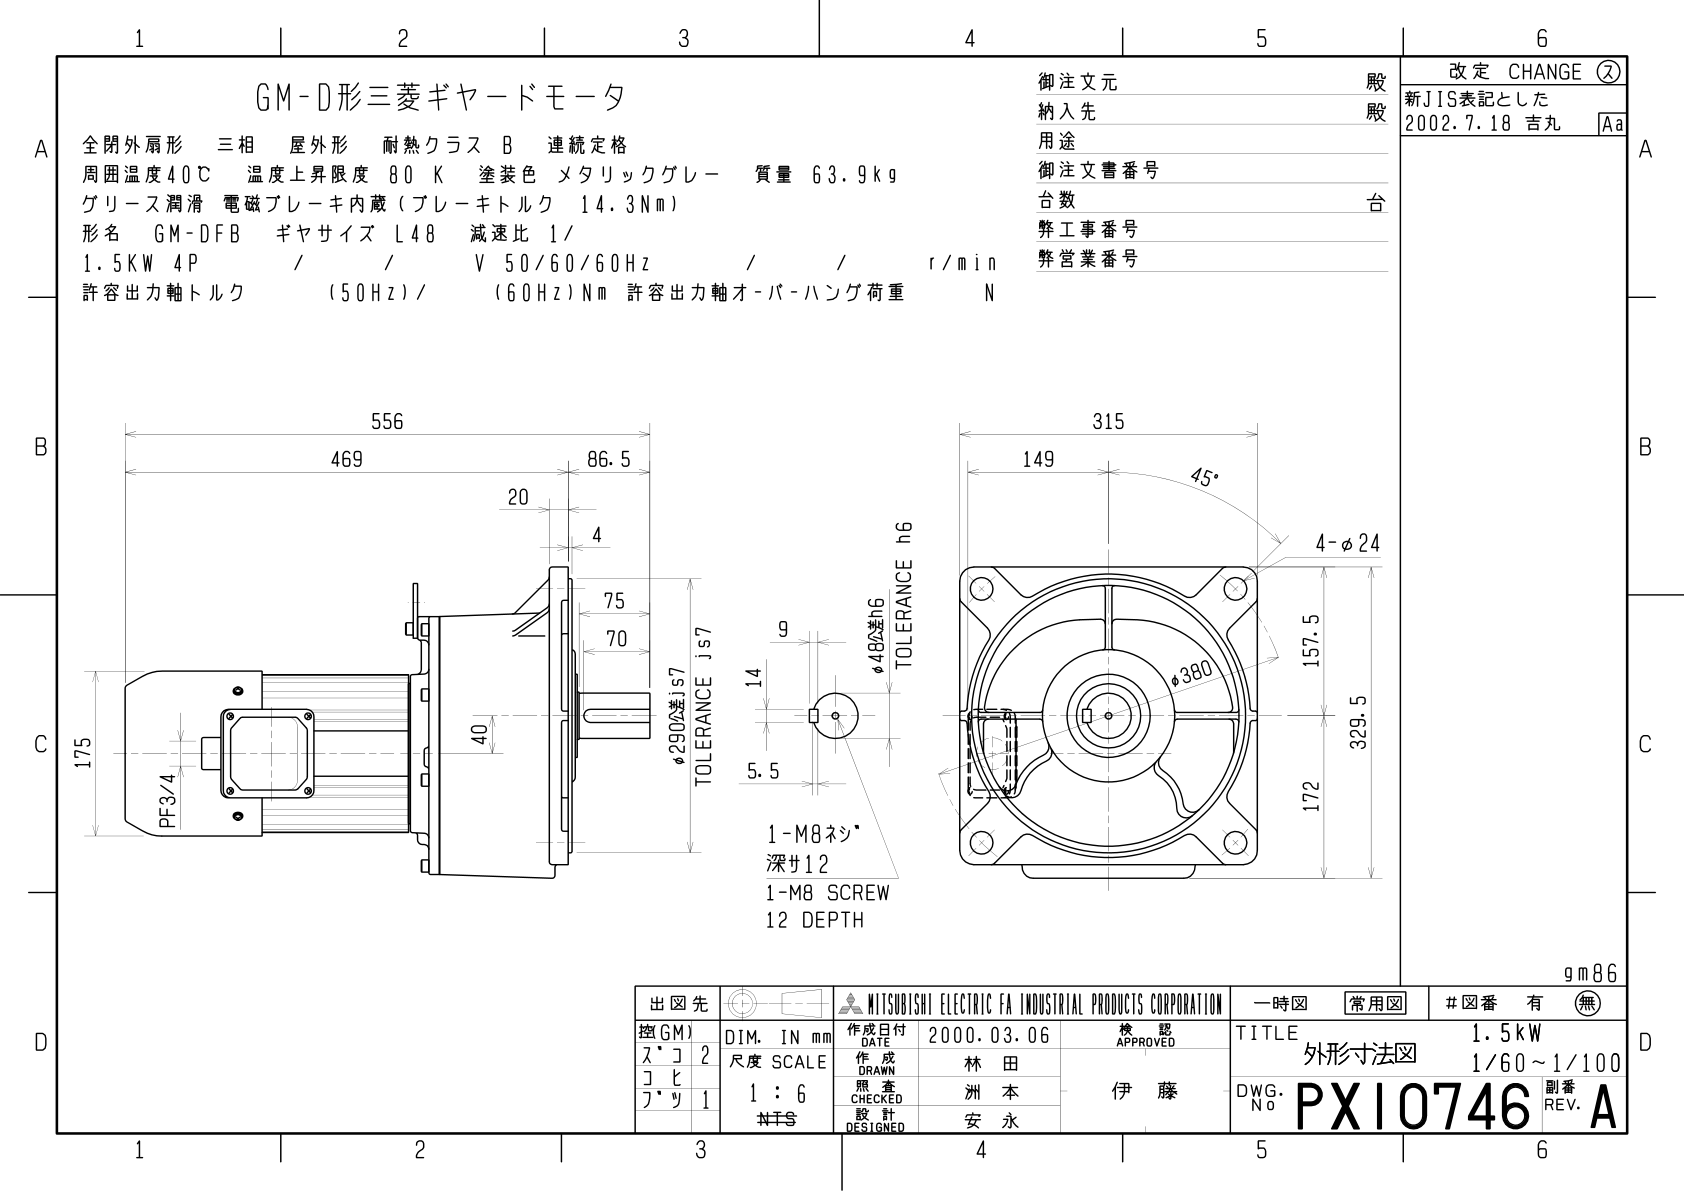 1 2 3 4 5 6
改定 CHANGE ス
新JIS表記とした
2002.7.18 吉丸 Aa
GM-D形三菱ギヤードモータ
全閉外扇形 三相 屋外形 耐熱クラス B 連続定格
周囲温度40℃ 温度上昇限度 80 K 塗装色 メタリックグレー 質量 63.9kg
グリース潤滑 電磁ブレーキ内蔵(ブレーキトルク 14.3Nm)
形名 GM-DFB ギヤサイズ L48 減速比 1/
1.5KW 4P / / V 50/60/60Hz / / r/min
許容出力軸トルク (50Hz)/ (60Hz)Nm 許容出力軸オーバーハング荷重 N
御注文元 殿
納入先 殿
用途
御注文書番号
台数 台
弊工事番号
弊営業番号
A A
B B
C C
D D
556
469 86.5
20
4
75
70
40
175
PF3/4
φ290公差js7
TOLERANCE js7
9
14
5.5
φ48公差h6
TOLERANCE h6
1-M8ネジ
深サ12
1-M8 SCREW
12 DEPTH
315
149
45°
4-φ24
φ380
157.5
329.5
172
gm86
出図先
控(GM)
ズコ 2
コヒ
ブツ 1
DIM. IN mm
尺度 SCALE
1 : 6
NTS
MITSUBISHI ELECTRIC FA INDUSTRIAL PRODUCTS CORPORATION
作成日付 DATE 2000.03.06
作成 DRAWN 林田
照査 CHECKED 洲本
設計 DESIGNED 安永
検認 APPROVED
伊藤
一時図 常用図 #図番 有 無
TITLE 1.5kW
外形寸法図 1/60~1/100
DWG. No PX10746 副番 REV. A
1 2 3 4 5 6